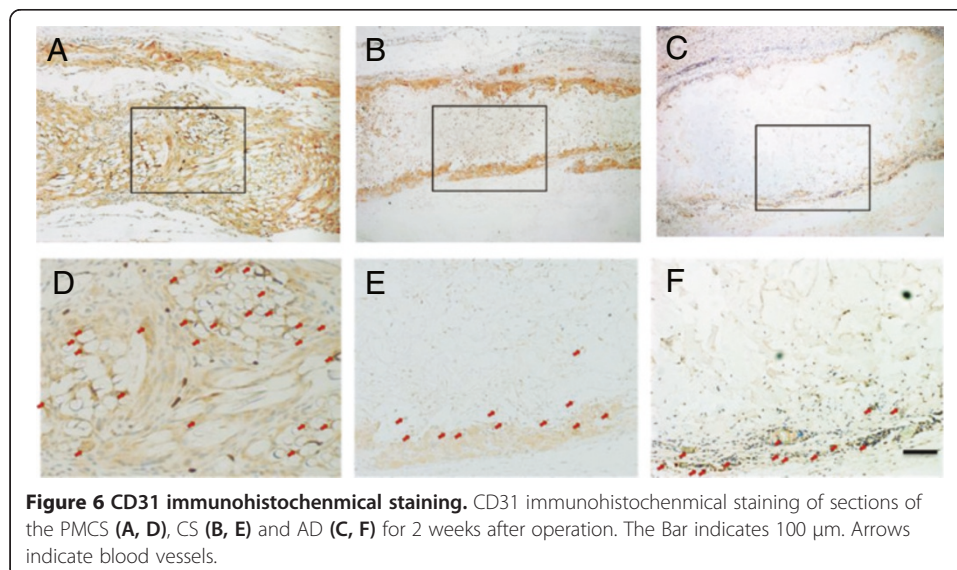 A
B
C
D
E
F
Figure 6 CD31 immunohistochenmical staining. CD31 immunohistochenmical staining of sections of
the PMCS (A, D), CS (B, E) and AD (C, F) for 2 weeks after operation. The Bar indicates 100 μm. Arrows
indicate blood vessels.